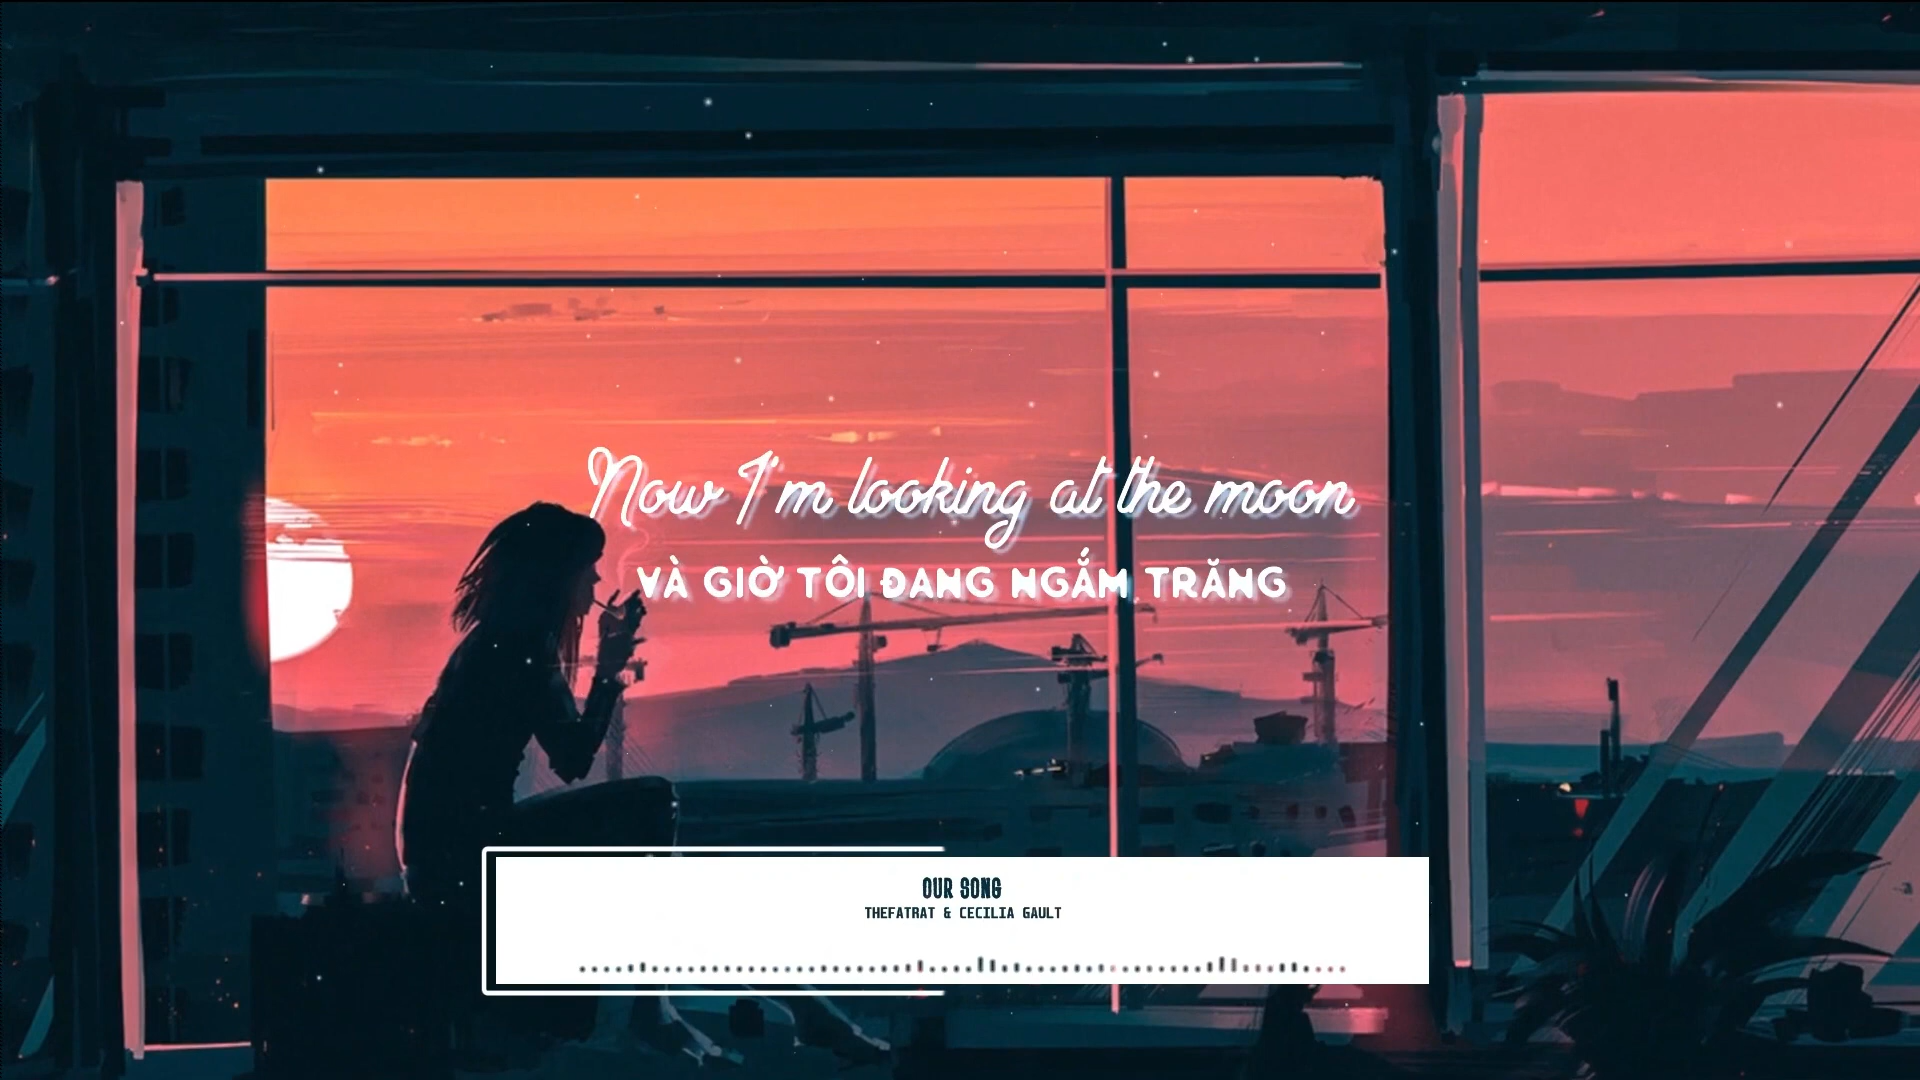 Now I'm looking at the moon
VÀ GIỜ TÔI ĐANG NGẮM TRĂNG
OUR SONG
THEFATRAT & CECILIA GAULT